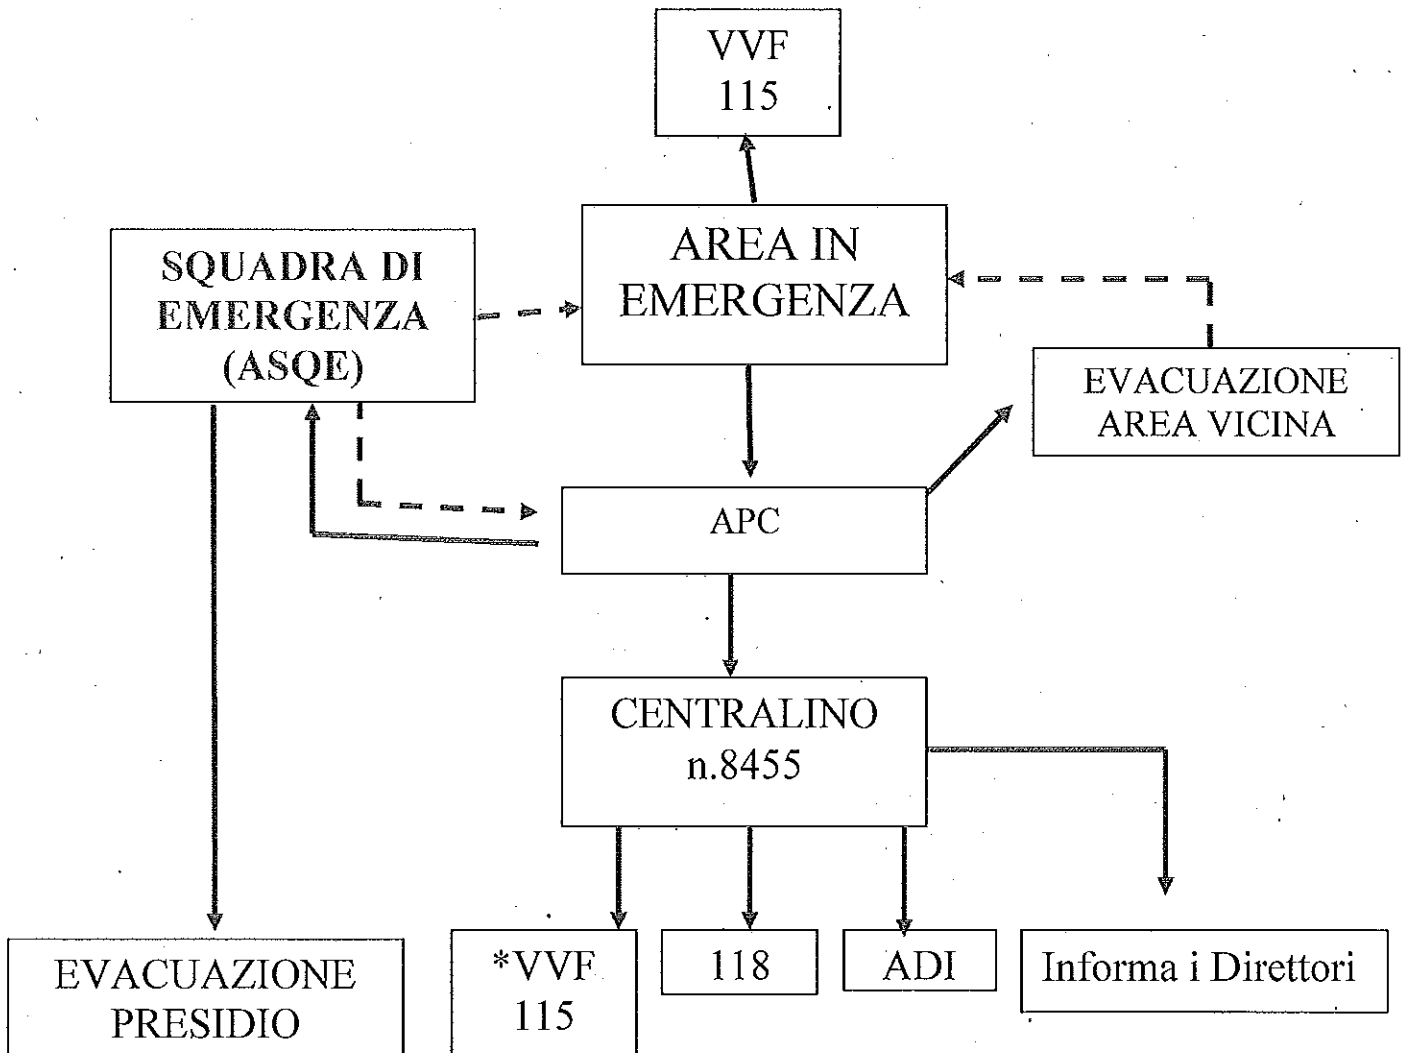 VVF
115
AREA IN
EMERGENZA
SQUADRA DI
EMERGENZA
(ASQE)
EVACUAZIONE
AREA VICINA
APC
CENTRALINO
n.8455
EVACUAZIONE
PRESIDIO
*VVF
115
118
ADI
Informa i Direttori